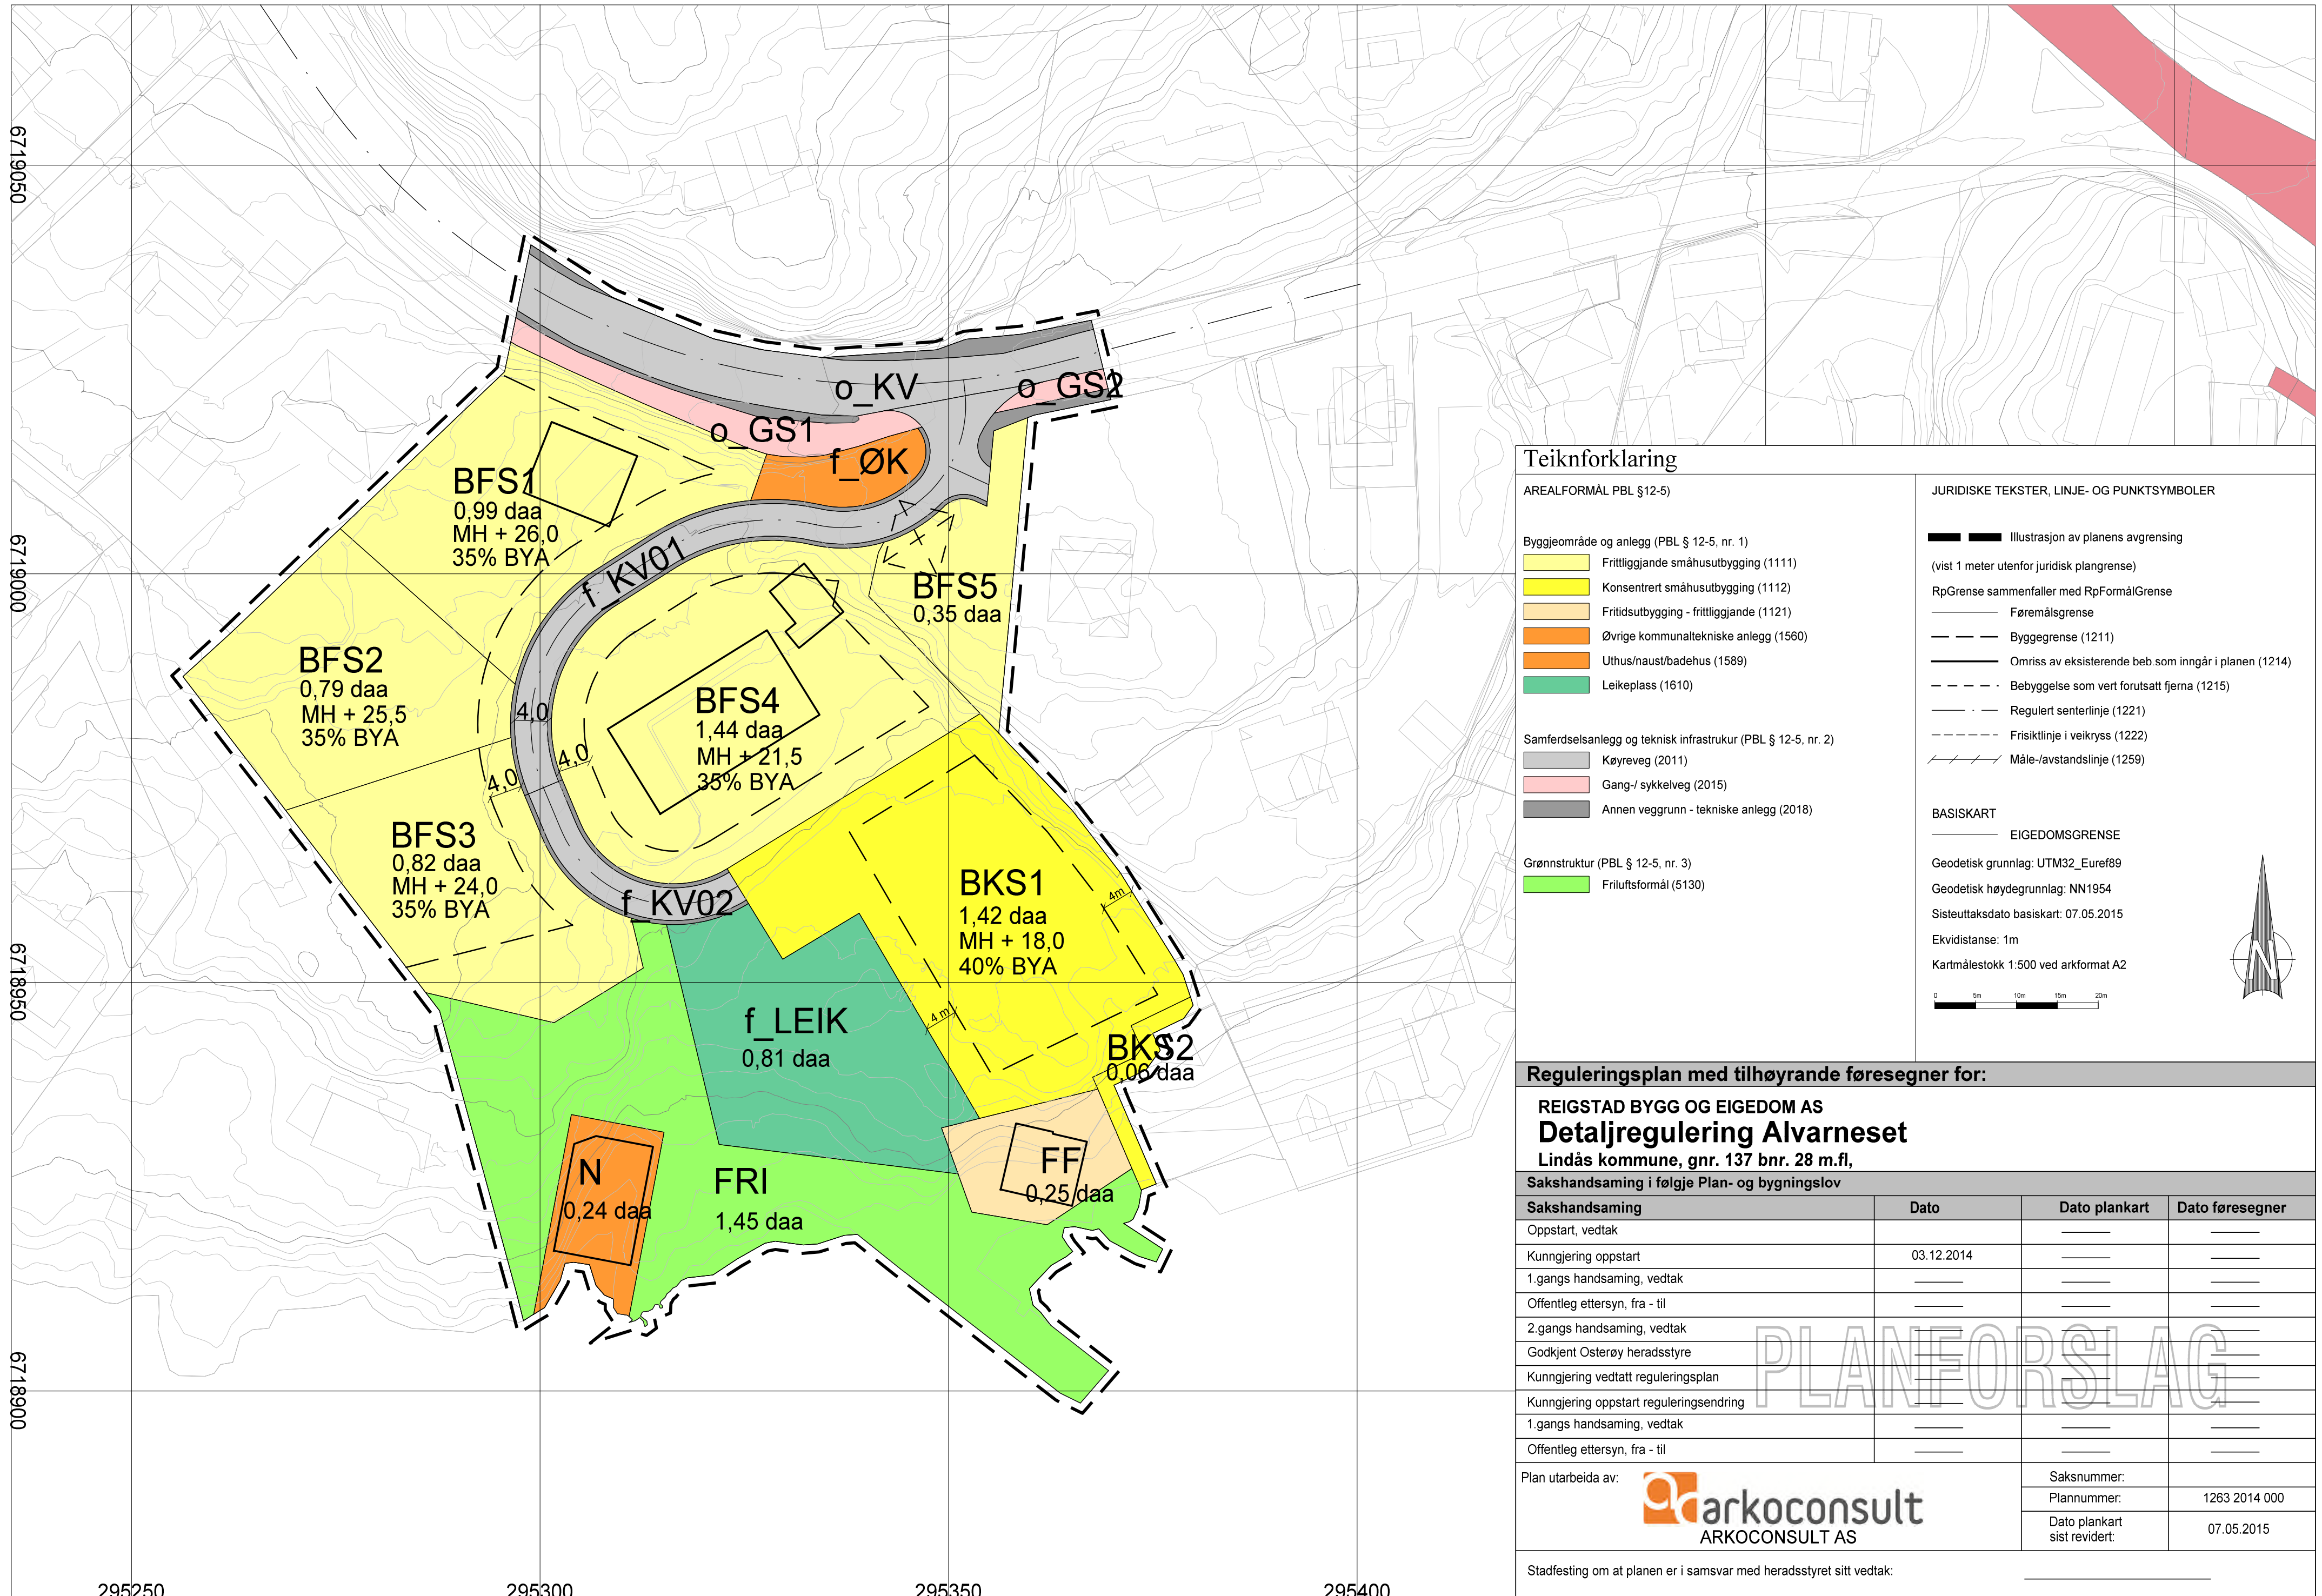 6719050
6719000
6718950
6718900
295250
295300
295350
295400
o_KV
o_GS2
o_GS1
f_ØK
BFS1
0,99 daa
MH + 26,0
35% BYA
f_KV01
BFS5
0,35 daa
BFS2
0,79 daa
MH + 25,5
35% BYA
4,0
4,0
4,0
BFS4
1,44 daa
MH + 21,5
35% BYA
BFS3
0,82 daa
MH + 24,0
35% BYA
f_KV02
BKS1
1,42 daa
MH + 18,0
40% BYA
4m
4 m
f_LEIK
0,81 daa
BKS2
0,06 daa
N
0,24 daa
FRI
1,45 daa
FF
0,25 daa
Teiknforklaring
AREALFORMÅL PBL §12-5)
Byggjeområde og anlegg (PBL § 12-5, nr. 1)
Frittliggjande småhusutbygging (1111)
Konsentrert småhusutbygging (1112)
Fritidsutbygging - frittliggjande (1121)
Øvrige kommunaltekniske anlegg (1560)
Uthus/naust/badehus (1589)
Leikeplass (1610)
Samferdselsanlegg og teknisk infrastrukur (PBL § 12-5, nr. 2)
Køyreveg (2011)
Gang-/ sykkelveg (2015)
Annen veggrunn - tekniske anlegg (2018)
Grønnstruktur (PBL § 12-5, nr. 3)
Friluftsformål (5130)
JURIDISKE TEKSTER, LINJE- OG PUNKTSYMBOLER
Illustrasjon av planens avgrensing
(vist 1 meter utenfor juridisk plangrense)
RpGrense sammenfaller med RpFormålGrense
Føremålsgrense
Byggegrense (1211)
Omriss av eksisterende beb.som inngår i planen (1214)
Bebyggelse som vert forutsatt fjerna (1215)
Regulert senterlinje (1221)
Frisiktlinje i veikryss (1222)
Måle-/avstandslinje (1259)
BASISKART
EIGEDOMSGRENSE
Geodetisk grunnlag: UTM32_Euref89
Geodetisk høydegrunnlag: NN1954
Sisteuttaksdato basiskart: 07.05.2015
Ekvidistanse: 1m
Kartmålestokk 1:500 ved arkformat A2
0 5m 10m 15m 20m
N
Reguleringsplan med tilhøyrande føresegner for:
REIGSTAD BYGG OG EIGEDOM AS
Detaljregulering Alvarneset
Lindås kommune, gnr. 137 bnr. 28 m.fl,
Sakshandsaming i følgje Plan- og bygningslov
Sakshandsaming Dato Dato plankart Dato føresegner
Oppstart, vedtak
Kunngjering oppstart 03.12.2014
1.gangs handsaming, vedtak
Offentleg ettersyn, fra - til
2.gangs handsaming, vedtak
Godkjent Osterøy heradsstyre
Kunngjering vedtatt reguleringsplan
Kunngjering oppstart reguleringsendring
1.gangs handsaming, vedtak
Offentleg ettersyn, fra - til
PLANFORSLAG
Plan utarbeida av:
arkoconsult
ARKOCONSULT AS
Saksnummer:
Plannummer: 1263 2014 000
Dato plankart
sist revidert: 07.05.2015
Stadfesting om at planen er i samsvar med heradsstyret sitt vedtak: